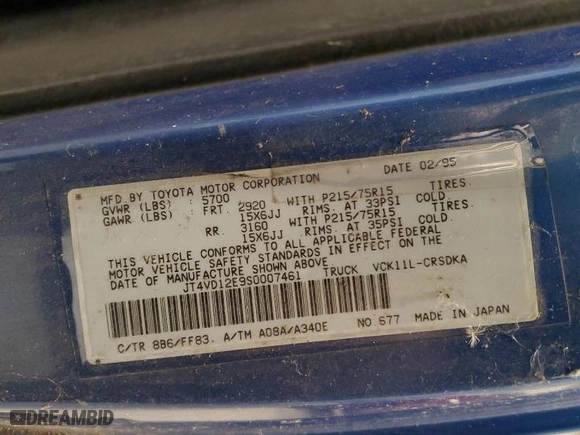 MFD. BY TOYOTA MOTOR CORPORATION DATE 02/95
GVWR (LBS) : 5700
GAWR (LBS) : FRT. 2920 WITH P215/75R15 TIRES
15X6JJ RIMS. AT 33PSI COLD
RR. 3160 WITH P215/75R15 TIRES
15X6JJ RIMS. AT 35PSI COLD.
THIS VEHICLE CONFORMS TO ALL APPLICABLE FEDERAL
MOTOR VEHICLE SAFETY STANDARDS IN EFFECT ON THE
DATE OF MANUFACTURE SHOWN ABOVE.
JT4VD12E9S0007461 TRUCK VCK11L-CRSDKA
C/TR 8B6/FF83. A/TM A08A/A340E NO.677 MADE IN JAPAN
DREAMBID